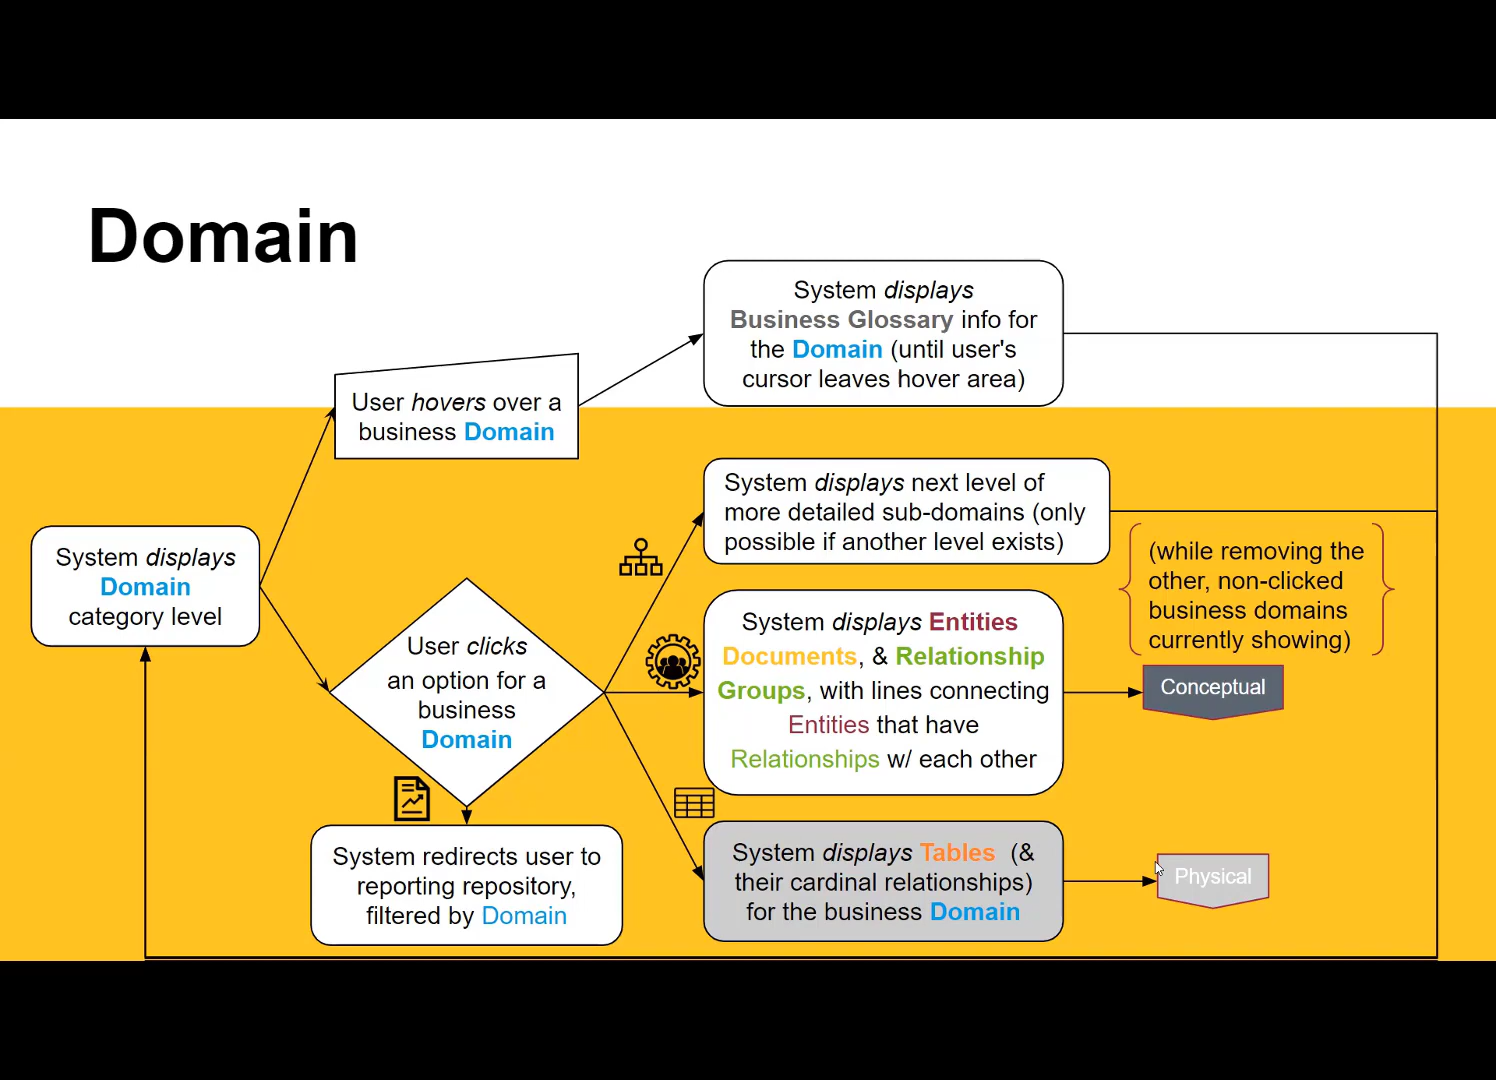 Domain
System displays
Business Glossary info for
the Domain (until user's
cursor leaves hover area)
User hovers over a
business Domain
System displays next level of
more detailed sub-domains (only
possible if another level exists)
System displays
Domain
category level
(while removing the
other, non-clicked
business domains
currently showing)
User clicks
an option for a
business
Domain
System displays Entities
Documents, & Relationship
Groups, with lines connecting
Entities that have
Relationships w/ each other
Conceptual
System redirects user to
reporting repository,
filtered by Domain
System displays Tables (&
their cardinal relationships)
for the business Domain
Physical